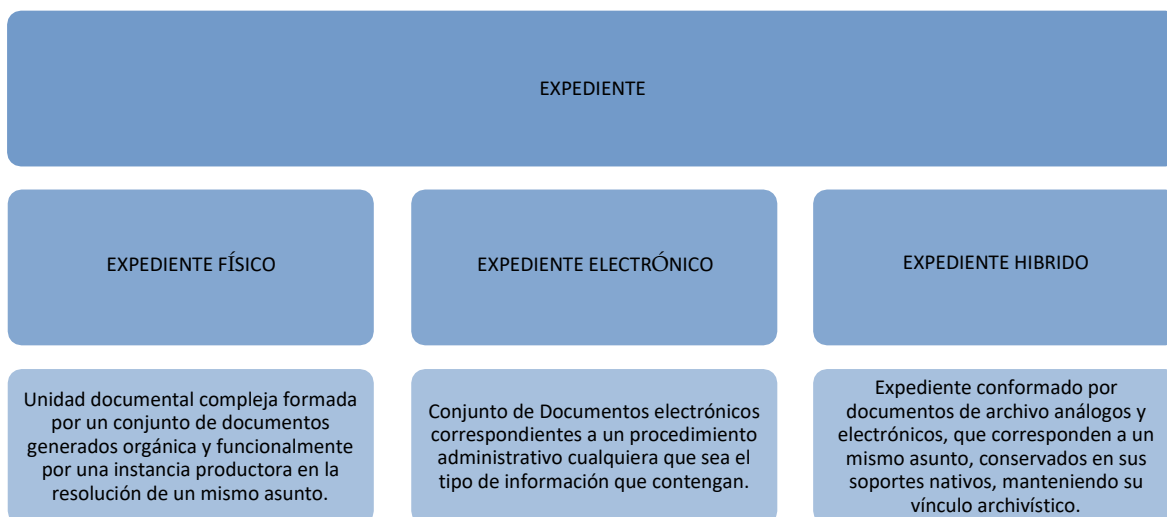 EXPEDIENTE
EXPEDIENTE FÍSICO
EXPEDIENTE ELECTRÓNICO
EXPEDIENTE HIBRIDO
Unidad documental compleja formada
por un conjunto de documentos
generados orgánica y funcionalmente
por una instancia productora en la
resolución de un mismo asunto.
Conjunto de Documentos electrónicos
correspondientes a un procedimiento
administrativo cualquiera que sea el
tipo de información que contengan.
Expediente conformado por
documentos de archivo análogos y
electrónicos, que corresponden a un
mismo asunto, conservados en sus
soportes nativos, manteniendo su
vínculo archivístico.